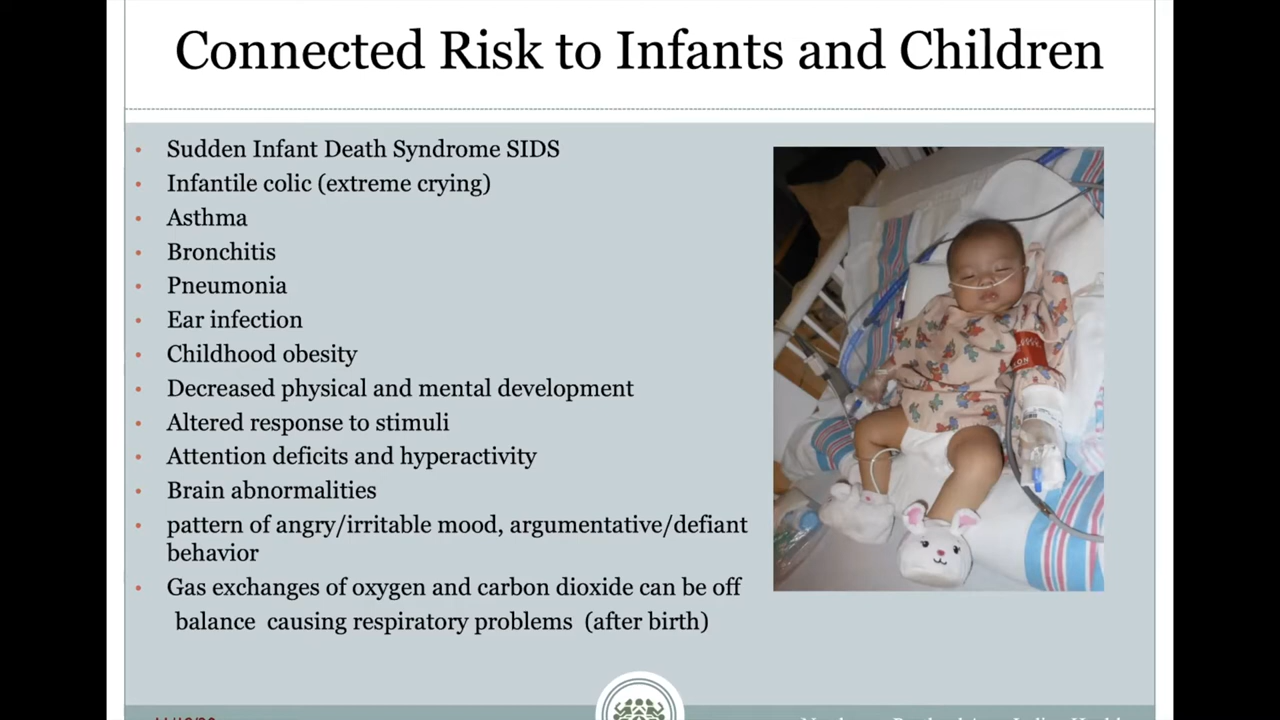 Connected Risk to Infants and Children
Sudden Infant Death Syndrome SIDS
Infantile colic (extreme crying)
Asthma
Bronchitis
Pneumonia
Ear infection
Childhood obesity
Decreased physical and mental development
Altered response to stimuli
Attention deficits and hyperactivity
Brain abnormalities
pattern of angry/irritable mood, argumentative/defiant
behavior
Gas exchanges of oxygen and carbon dioxide can be off
balance causing respiratory problems (after birth)